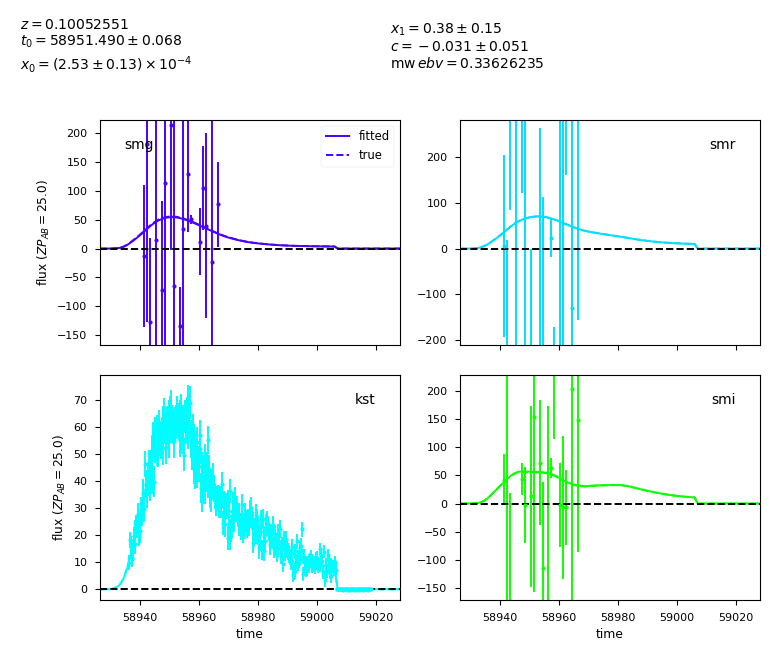 z = 0.10052551
t₀ = 58951.490 ± 0.068
x₀ = (2.53 ± 0.13) × 10⁻⁴
x₁ = 0.38 ± 0.15
c = −0.031 ± 0.051
mw ebv = 0.33626235
smg
fitted
true
200
150
100
50
0
−50
−100
−150
flux (ZP_AB = 25.0)
smr
200
100
0
−100
−200
kst
70
60
50
40
30
20
10
0
flux (ZP_AB = 25.0)
58940 58960 58980 59000 59020
time
smi
200
150
100
50
0
−50
−100
−150
58940 58960 58980 59000 59020
time